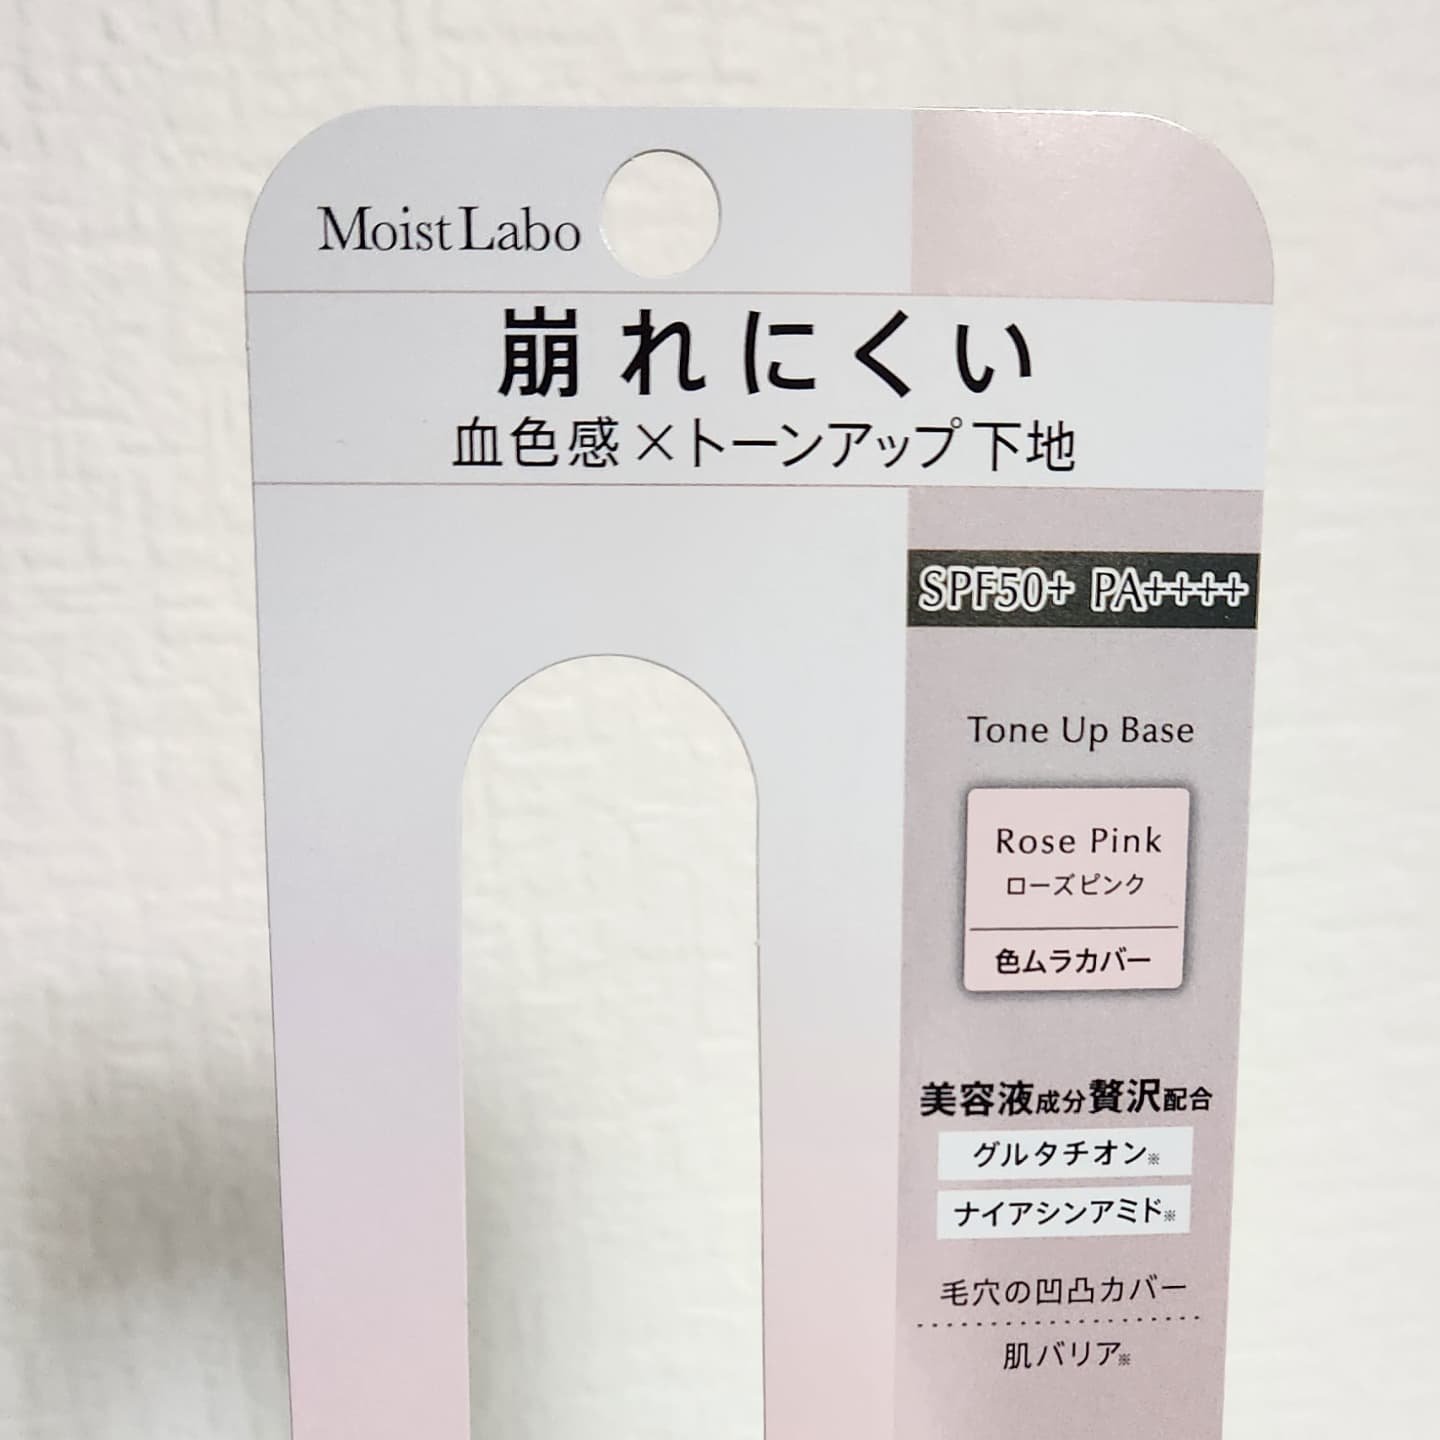 Moist Labo
崩れにくい
血色感×トーンアップ下地
SPF50+ PA++++
Tone Up Base
Rose Pink
ローズピンク
色ムラカバー
美容液成分贅沢配合
グルタチオン※
ナイアシンアミド※
毛穴の凹凸カバー
肌バリア※